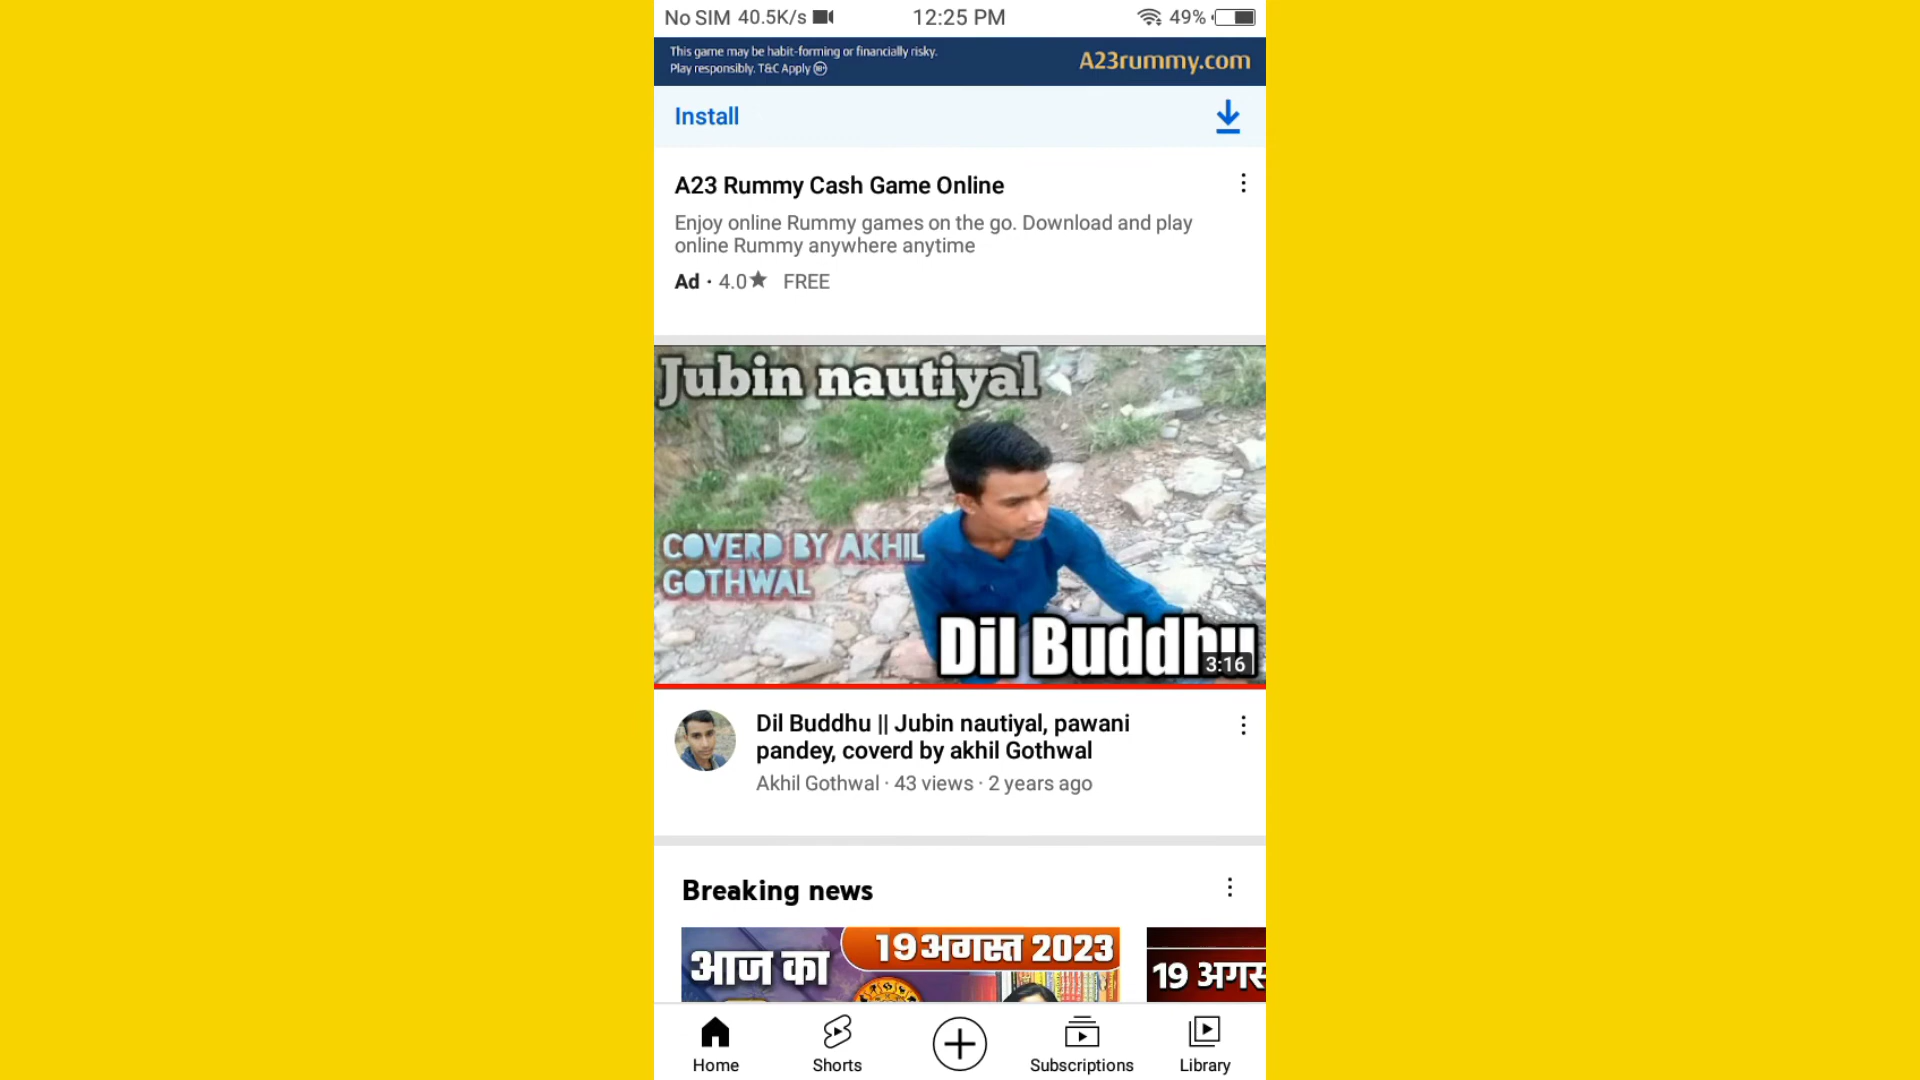 No SIM 40.5K/s 12:25 PM 49%
This game may be habit-forming or financially risky.
Play responsibly. T&C Apply 18+
A23rummy.com
Install
A23 Rummy Cash Game Online
Enjoy online Rummy games on the go. Download and play
online Rummy anywhere anytime
Ad · 4.0★ FREE
Jubin nautiyal
COVERD BY AKHIL
GOTHWAL
Dil Buddhu
3:16
Dil Buddhu || Jubin nautiyal, pawani
pandey, coverd by akhil Gothwal
Akhil Gothwal · 43 views · 2 years ago
Breaking news
19 अगस्त 2023
आज का
19 अगस
Home Shorts Subscriptions Library